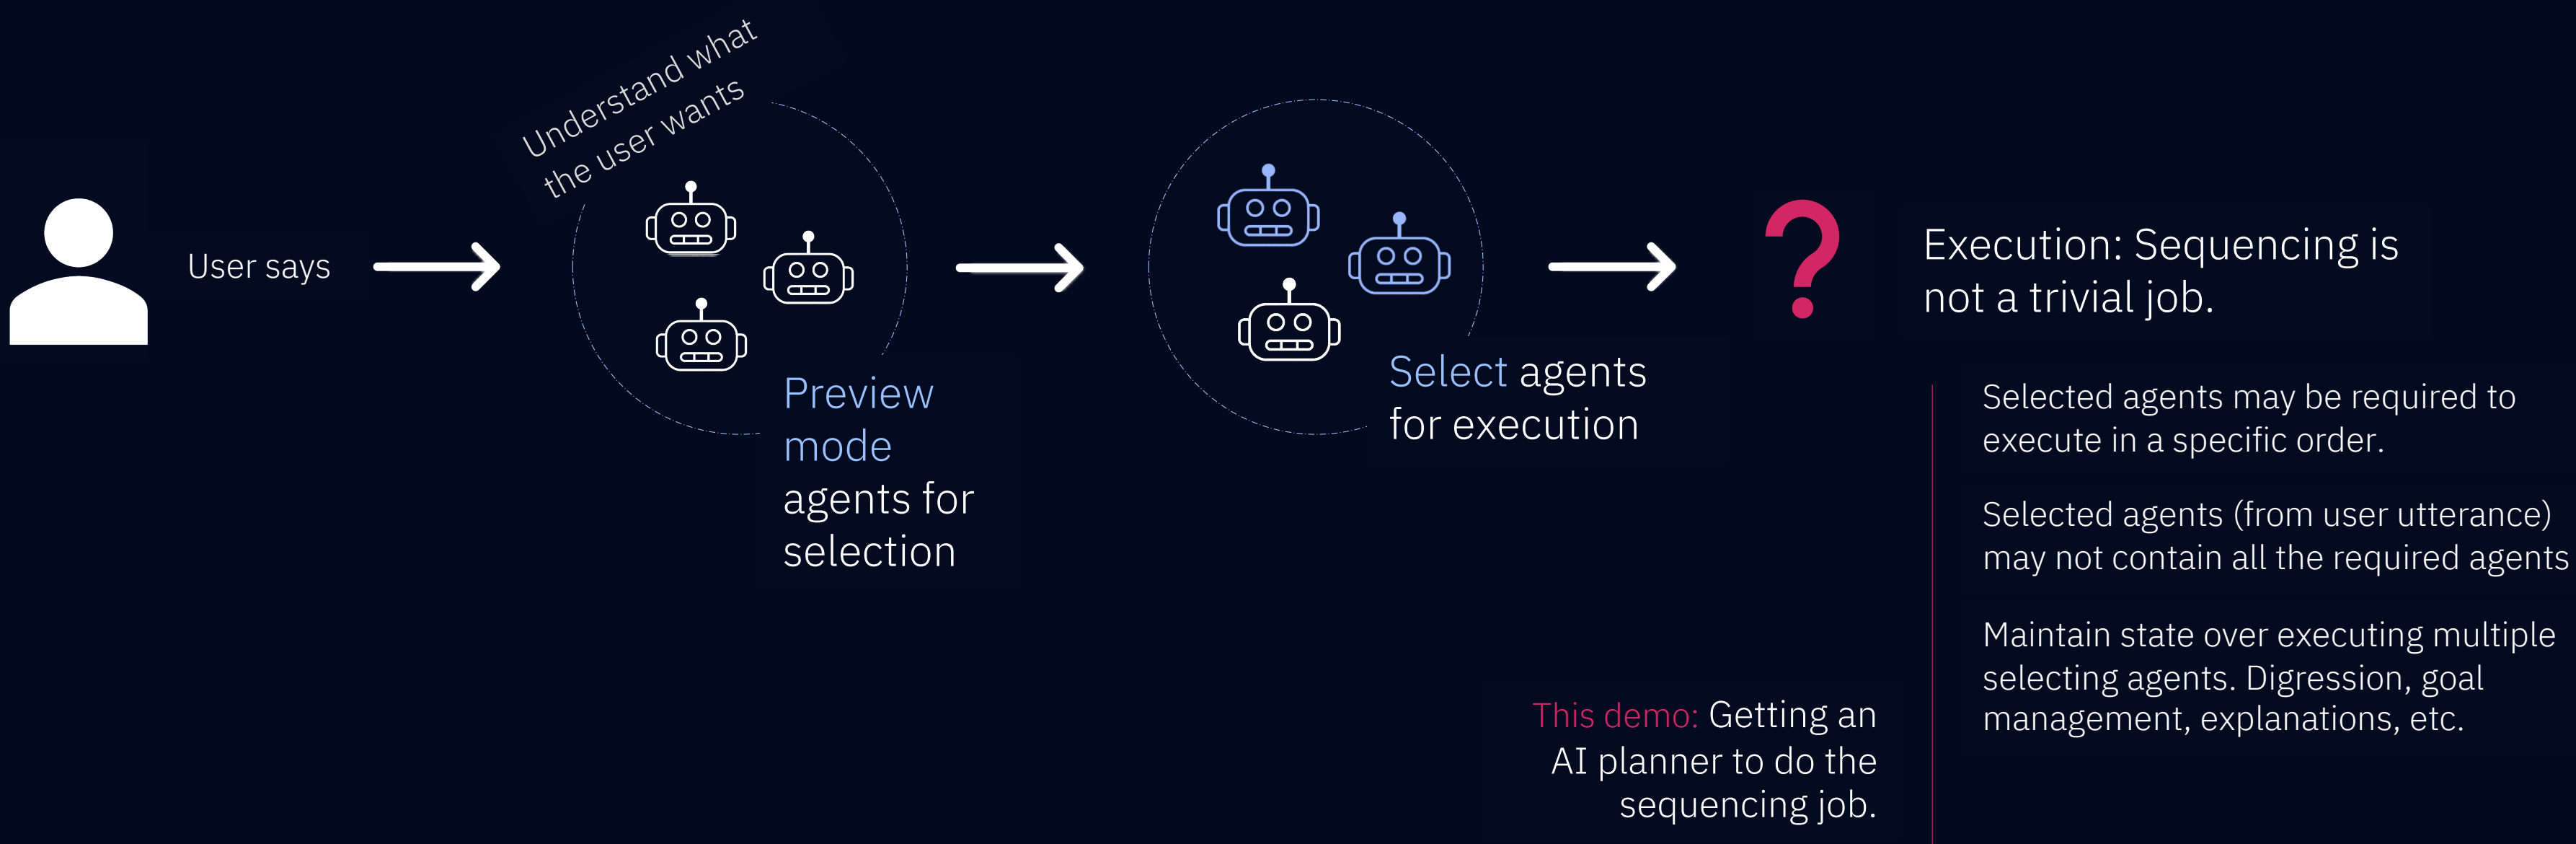 User says
Understand what
the user wants
Preview
mode
agents for
selection
Select agents
for execution
?
Execution: Sequencing is
not a trivial job.
Selected agents may be required to
execute in a specific order.
Selected agents (from user utterance)
may not contain all the required agents
Maintain state over executing multiple
selecting agents. Digression, goal
management, explanations, etc.
This demo: Getting an
AI planner to do the
sequencing job.